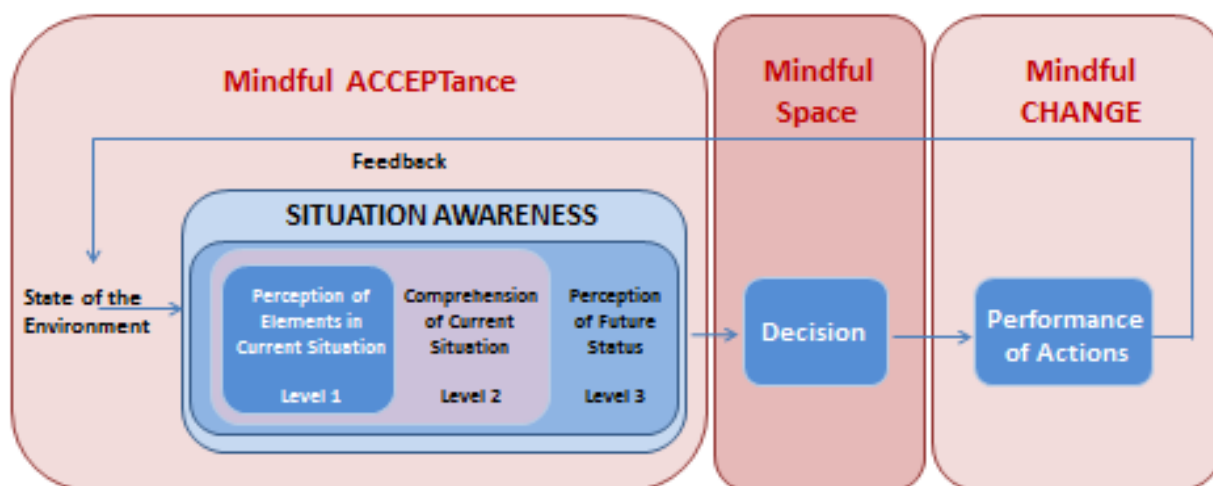 Mindful ACCEPTance
Mindful
Space
Mindful
CHANGE
Feedback
SITUATION AWARENESS
State of the
Environment
Perception of
Elements in
Current Situation
Level 1
Comprehension
of Current
Situation
Level 2
Perception
of Future
Status
Level 3
Decision
Performance
of Actions